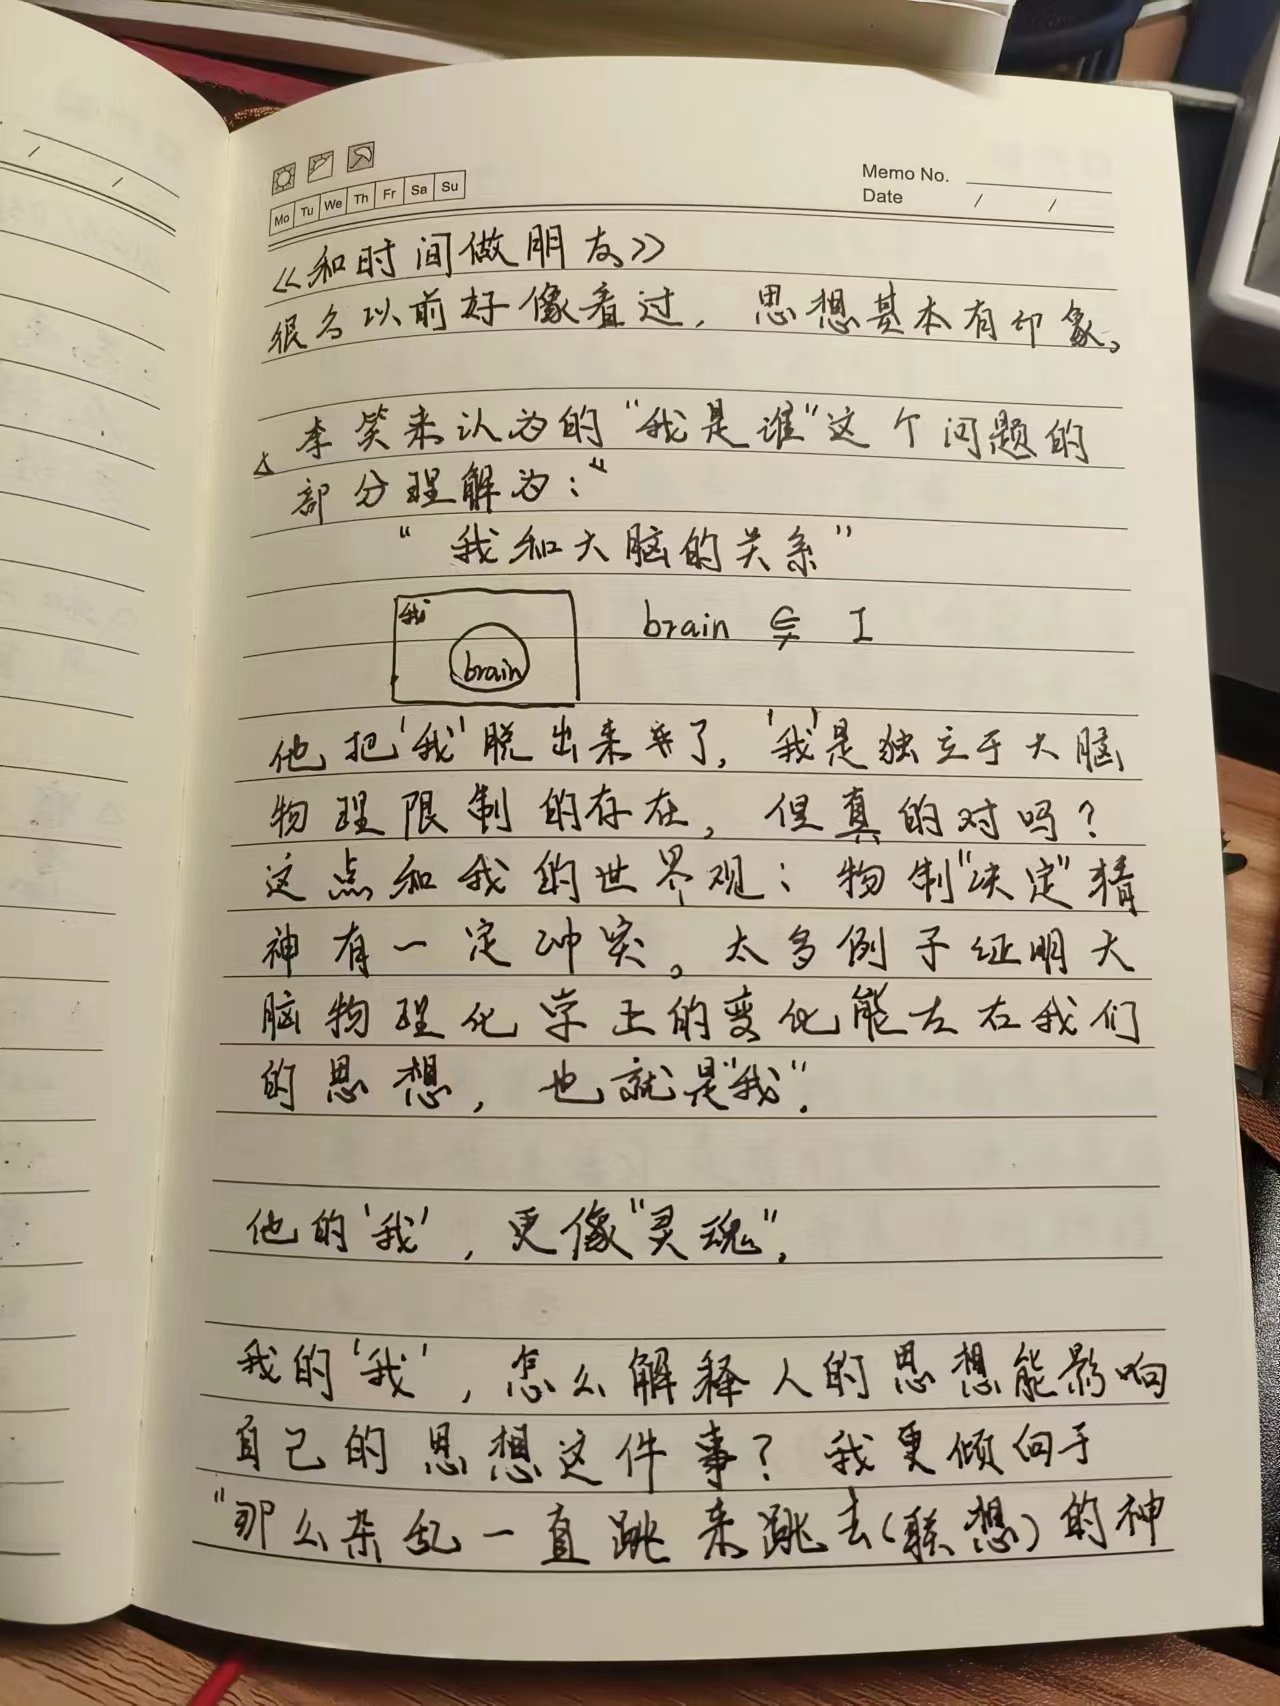 Memo No.
Mo Tu We Th Fr Sa Su
Date / /
《和时间做朋友》
很多以前好像看过，思想基本有印象。
李笑来认为的“我是谁”这个问题的
部分理解为：“
“我和大脑的关系”
我
brain
brain ⊊ I
他把‘我’脱出来了，‘我’是独立于大脑
物理限制的存在，但真的对吗？
这点和我的世界观：物制“决定”精
神有一定冲突。太多例子证明大
脑物理化学上的变化能左右我们
的思想，也就是“我”.
他的‘我’，更像“灵魂”.
我的‘我’，怎么解释人的思想能影响
自己的思想这件事？我更倾向于
“那么杂乱一直跳来跳去（联想）的神